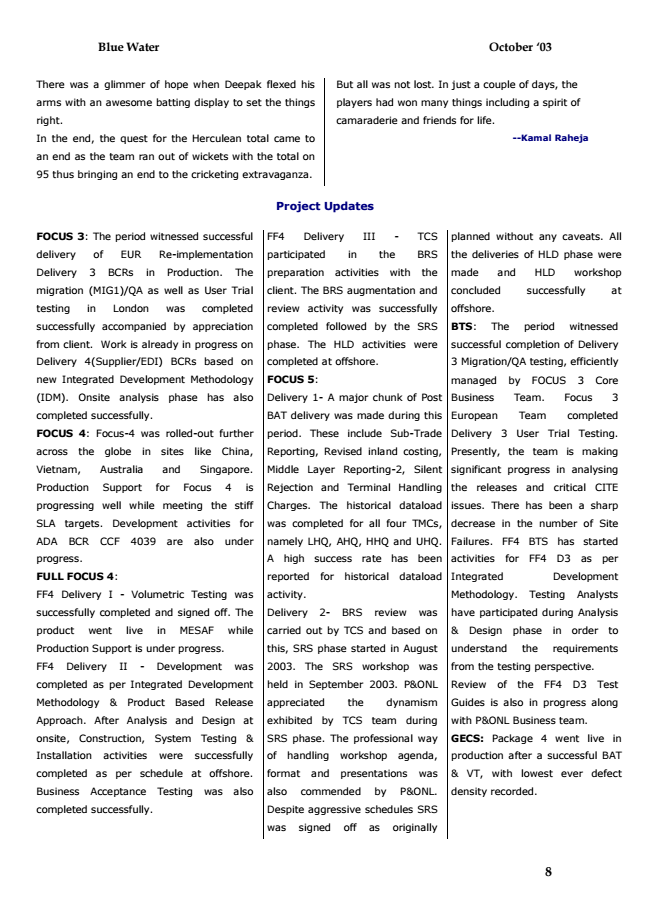 Blue Water October ‘03
There was a glimmer of hope when Deepak flexed his
arms with an awesome batting display to set the things
right.
In the end, the quest for the Herculean total came to
an end as the team ran out of wickets with the total on
95 thus bringing an end to the cricketing extravaganza.
But all was not lost. In just a couple of days, the
players had won many things including a spirit of
camaraderie and friends for life.
--Kamal Raheja
Project Updates
FOCUS 3: The period witnessed successful
delivery of EUR Re-implementation
Delivery 3 BCRs in Production. The
migration (MIG1)/QA as well as User Trial
testing in London was completed
successfully accompanied by appreciation
from client. Work is already in progress on
Delivery 4(Supplier/EDI) BCRs based on
new Integrated Development Methodology
(IDM). Onsite analysis phase has also
completed successfully.
FOCUS 4: Focus-4 was rolled-out further
across the globe in sites like China,
Vietnam, Australia and Singapore.
Production Support for Focus 4 is
progressing well while meeting the stiff
SLA targets. Development activities for
ADA BCR CCF 4039 are also under
progress.
FULL FOCUS 4:
FF4 Delivery I - Volumetric Testing was
successfully completed and signed off. The
product went live in MESAF while
Production Support is under progress.
FF4 Delivery II - Development was
completed as per Integrated Development
Methodology & Product Based Release
Approach. After Analysis and Design at
onsite, Construction, System Testing &
Installation activities were successfully
completed as per schedule at offshore.
Business Acceptance Testing was also
completed successfully.
FF4 Delivery III - TCS
participated in the BRS
preparation activities with the
client. The BRS augmentation and
review activity was successfully
completed followed by the SRS
phase. The HLD activities were
completed at offshore.
FOCUS 5:
Delivery 1- A major chunk of Post
BAT delivery was made during this
period. These include Sub-Trade
Reporting, Revised inland costing,
Middle Layer Reporting-2, Silent
Rejection and Terminal Handling
Charges. The historical dataload
was completed for all four TMCs,
namely LHQ, AHQ, HHQ and UHQ.
A high success rate has been
reported for historical dataload
activity.
Delivery 2- BRS review was
carried out by TCS and based on
this, SRS phase started in August
2003. The SRS workshop was
held in September 2003. P&ONL
appreciated the dynamism
exhibited by TCS team during
SRS phase. The professional way
of handling workshop agenda,
format and presentations was
also commended by P&ONL.
Despite aggressive schedules SRS
was signed off as originally
planned without any caveats. All
the deliveries of HLD phase were
made and HLD workshop
concluded successfully at
offshore.
BTS: The period witnessed
successful completion of Delivery
3 Migration/QA testing, efficiently
managed by FOCUS 3 Core
Business Team. Focus 3
European Team completed
Delivery 3 User Trial Testing.
Presently, the team is making
significant progress in analysing
the releases and critical CITE
issues. There has been a sharp
decrease in the number of Site
Failures. FF4 BTS has started
activities for FF4 D3 as per
Integrated Development
Methodology. Testing Analysts
have participated during Analysis
& Design phase in order to
understand the requirements
from the testing perspective.
Review of the FF4 D3 Test
Guides is also in progress along
with P&ONL Business team.
GECS: Package 4 went live in
production after a successful BAT
& VT, with lowest ever defect
density recorded.
8